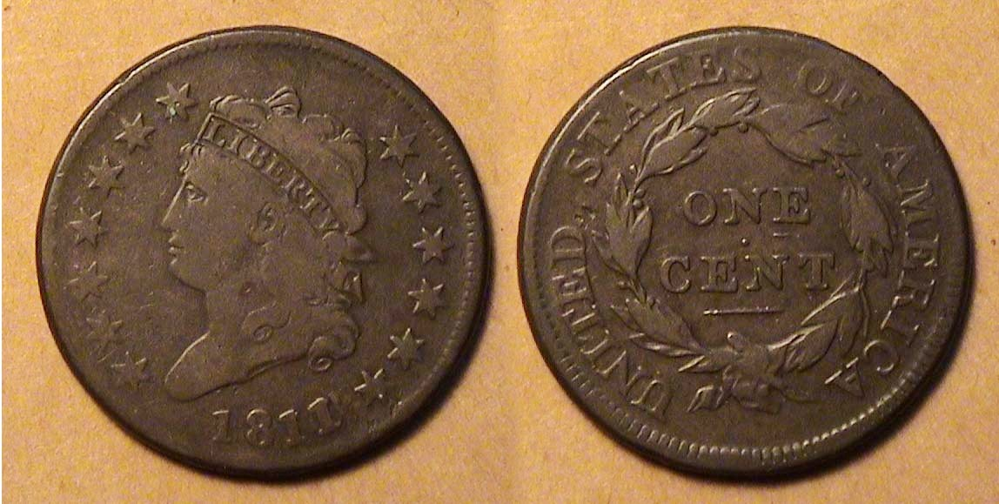 LIBERTY
1811
UNITED STATES OF AMERICA
ONE
CENT